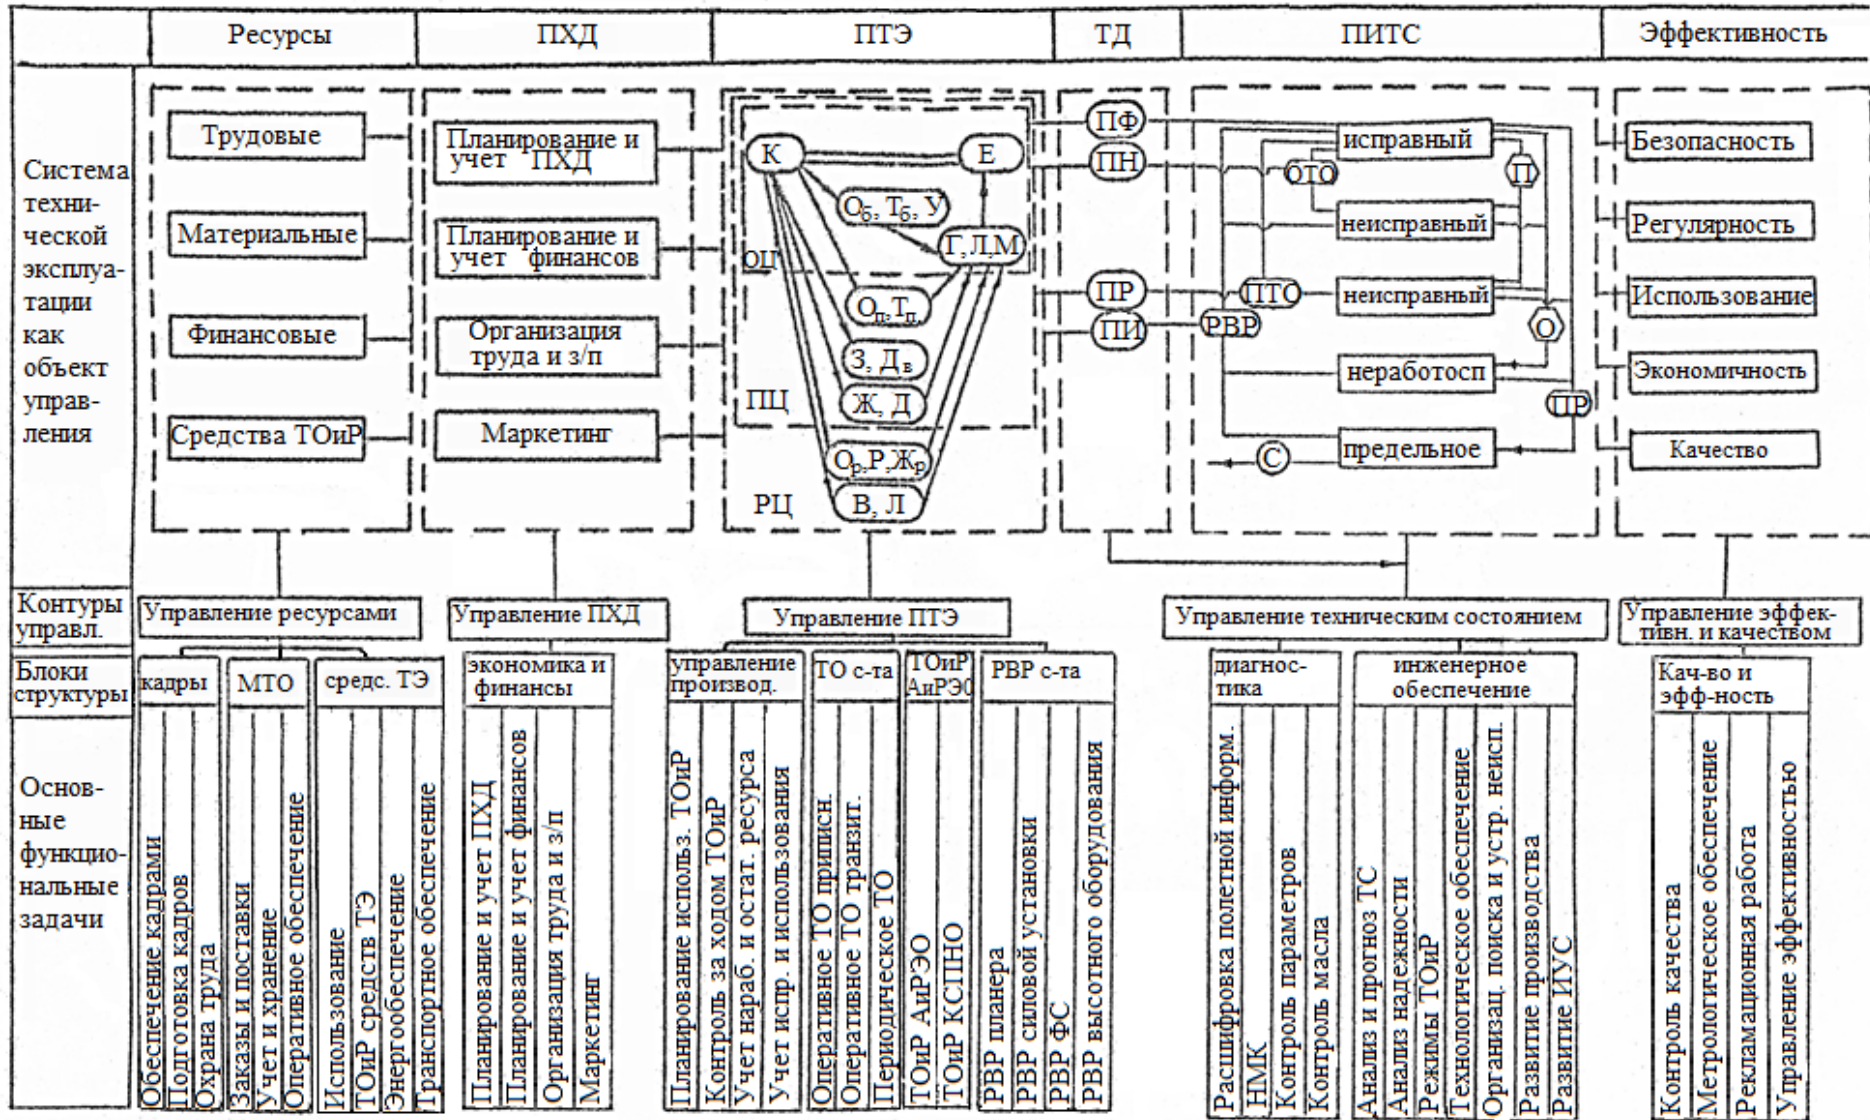 Ресурсы
ПХД
ПТЭ
ТД
ПИТС
Эффективность
Система
техни-
ческой
эксплуа-
тации
как
объект
управ-
ления
Трудовые
Материальные
Финансовые
Средства ТОиР
Планирование и
учет ПХД
Планирование и
учет финансов
Организация
труда и з/п
Маркетинг
К
Е
Об, Тб, У
Г,Л,М
ОЦ
Оп,Тп
З, Дв
Ж, Д
ПЦ
Ор,Р,Жр
В, Л
РЦ
ПФ
ПН
ПР
ПИ
исправный
ОТО
П
неисправный
ПТО
неисправный
РВР
О
неработосп
ПР
предельное
С
Безопасность
Регулярность
Использование
Экономичность
Качество
Контуры
управл.
Управление ресурсами
Управление ПХД
Управление ПТЭ
Управление техническим состоянием
Управление эффек-
тивн. и качеством
Блоки
структуры
кадры
МТО
средс. ТЭ
экономика и
финансы
управление
производ.
ТО с-та
ТОиР
АиРЭО
РВР с-та
диагнос-
тика
инженерное
обеспечение
Кач-во и
эфф-ность
Основ-
ные
функцио-
нальные
задачи
Обеспечение кадрами
Подготовка кадров
Охрана труда
Заказы и поставки
Учет и хранение
Оперативное обеспечение
Использование
ТОиР средств ТЭ
Энергообеспечение
Транспортное обеспечение
Планирование и учет ПХД
Планирование и учет финансов
Организация труда и з/п
Маркетинг
Планирование использ. ТОиР
Контроль за ходом ТОиР
Учет нараб. и остат. ресурса
Учет испр. и использования
Оперативное ТО приписн.
Оперативное ТО транзит.
Периодическое ТО
ТОиР АиРЭО
ТОиР КСПНО
РВР планера
РВР силовой установки
РВР ФС
РВР высотного оборудования
Расшифровка полетной информ.
НМК
Контроль параметров
Контроль масла
Анализ и прогноз ТС
Анализ надежности
Режимы ТОиР
Технологическое обеспечение
Организац. поиска и устр. неисп.
Развитие производства
Развитие ИУС
Контроль качества
Метрологическое обеспечение
Рекламационная работа
Управление эффективностью